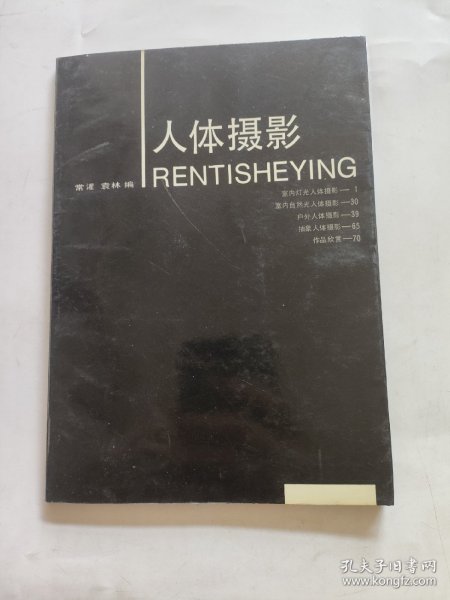 人体摄影
RENTISHEYING
常濯 袁林 编
室内灯光人体摄影—1
室内自然光人体摄影—30
户外人体摄影—39
抽象人体摄影—65
作品欣赏—70
孔夫子旧书网
www.kongfz.com